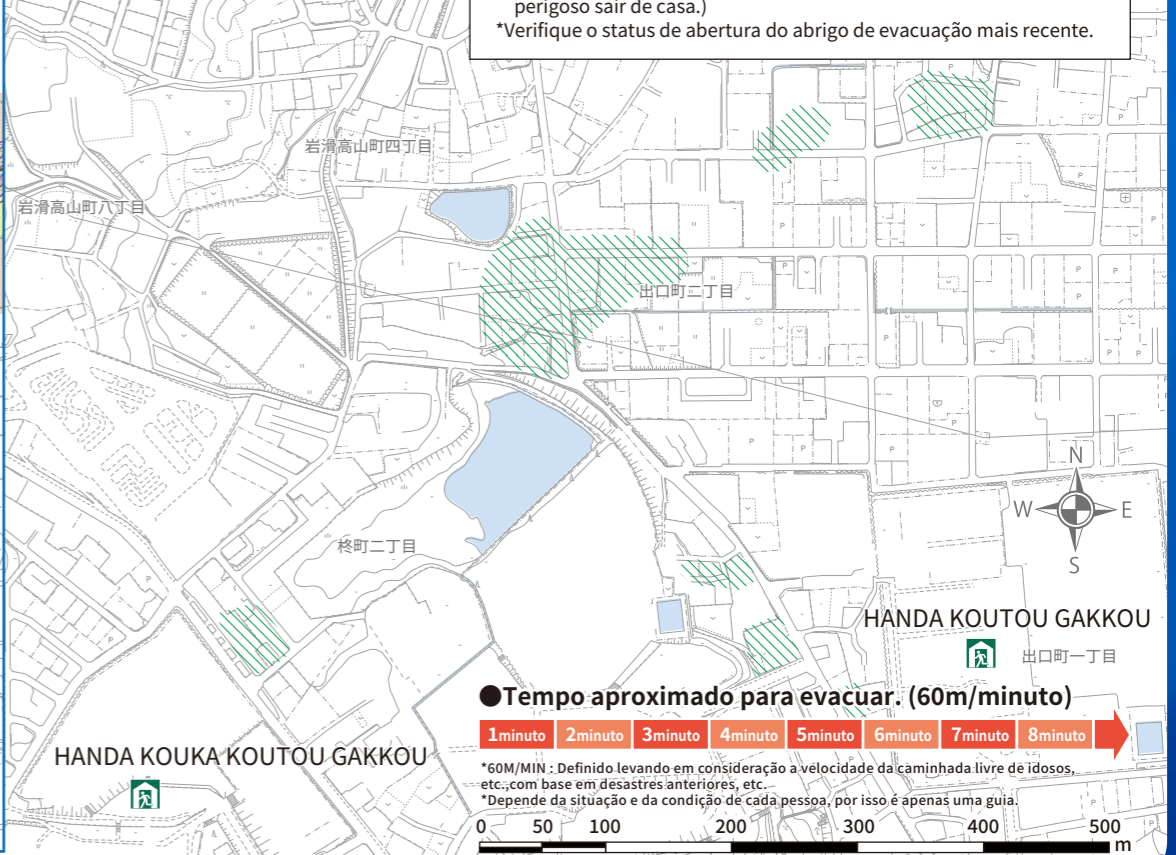 perigoso sair de casa.)
*Verifique o status de abertura do abrigo de evacuação mais recente.
岩滑高山町四丁目
岩滑高山町八丁目
出口町二丁目
柊町二丁目
N
W
E
S
HANDA KOUTOU GAKKOU
出口町一丁目
●Tempo aproximado para evacuar. (60m/minuto)
1minuto 2minuto 3minuto 4minuto 5minuto 6minuto 7minuto 8minuto
HANDA KOUKA KOUTOU GAKKOU
*60M/MIN : Definido levando em consideração a velocidade da caminhada livre de idosos,
etc.,com base em desastres anteriores, etc.
*Depende da situação e da condição de cada pessoa, por isso é apenas uma guia.
0 50 100 200 300 400 500
m